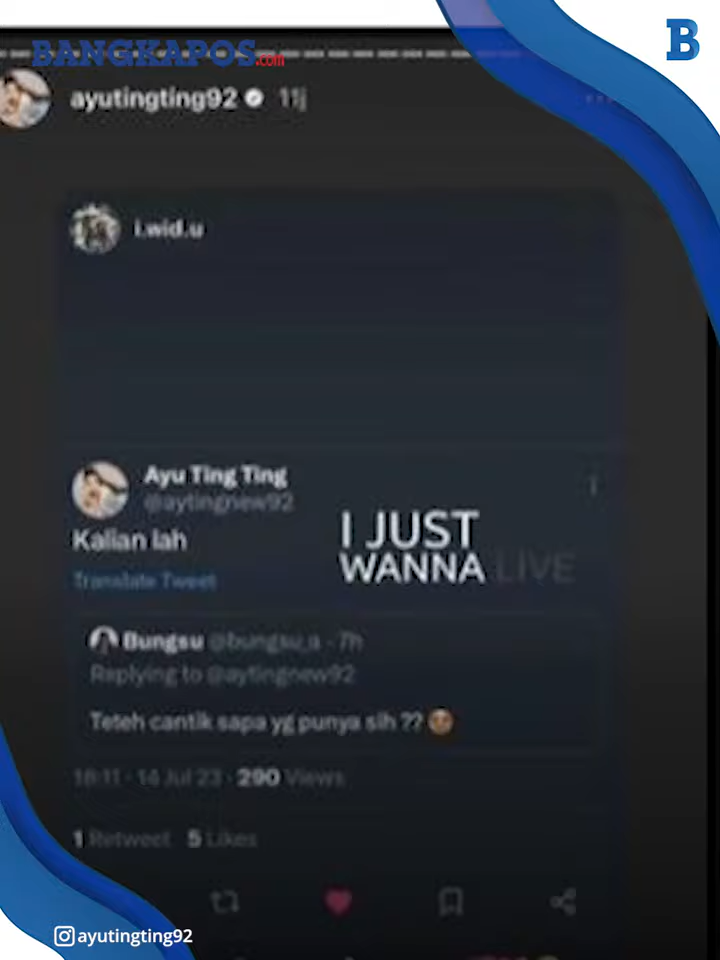 BANGKAPOS.com
B
ayutingting92 11j
i.wid.u
Ayu Ting Ting
@aytingnew92
Kalian lah
Translate Tweet
I JUST
WANNA LIVE
Bungsu @bungsu_a · 7h
Replying to @aytingnew92
Teteh cantik sapa yg punya sih ??
18:11 · 14 Jul 23 · 290 Views
1 Retweet 5 Likes
ayutingting92